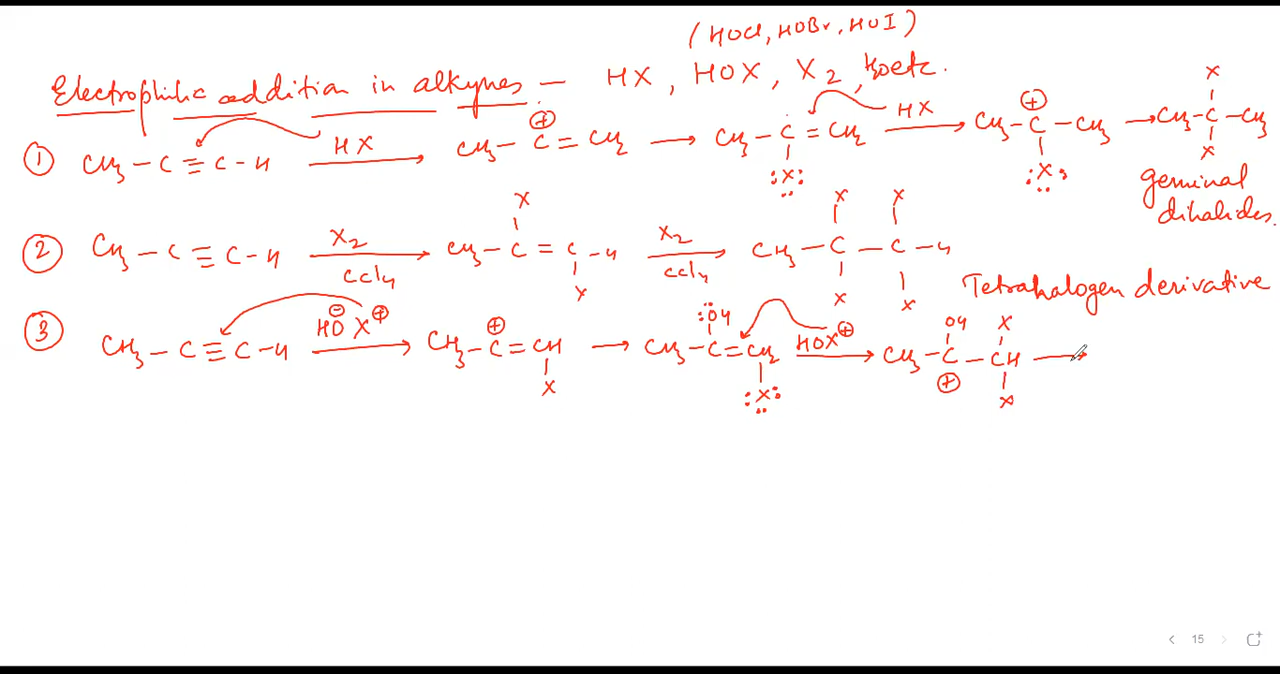 (HOCl, HOBr, HOI)
Electrophilic addition in alkynes — HX, HOX, X2, H2O etc.
① CH3 – C ≡ C – H HX → CH3 – C⊕ = CH2 → CH3 – C = CH2 HX → CH3 – C⊕ – CH3 → CH3 – C – CH3
:X: :X: X X
geminal dihalides.
② CH3 – C ≡ C – H X2 CCl4 → CH3 – C = C – H X2 CCl4 → CH3 – C – C – H
X X X X X X
Tetrahalogen derivative
③ CH3 – C ≡ C – H HO⊖ X⊕ → CH3 – C⊕ = CH → CH3 – C = CH HOX⊕ → CH3 – C – CH →
X :OH :X: OH ⊕ X X
15